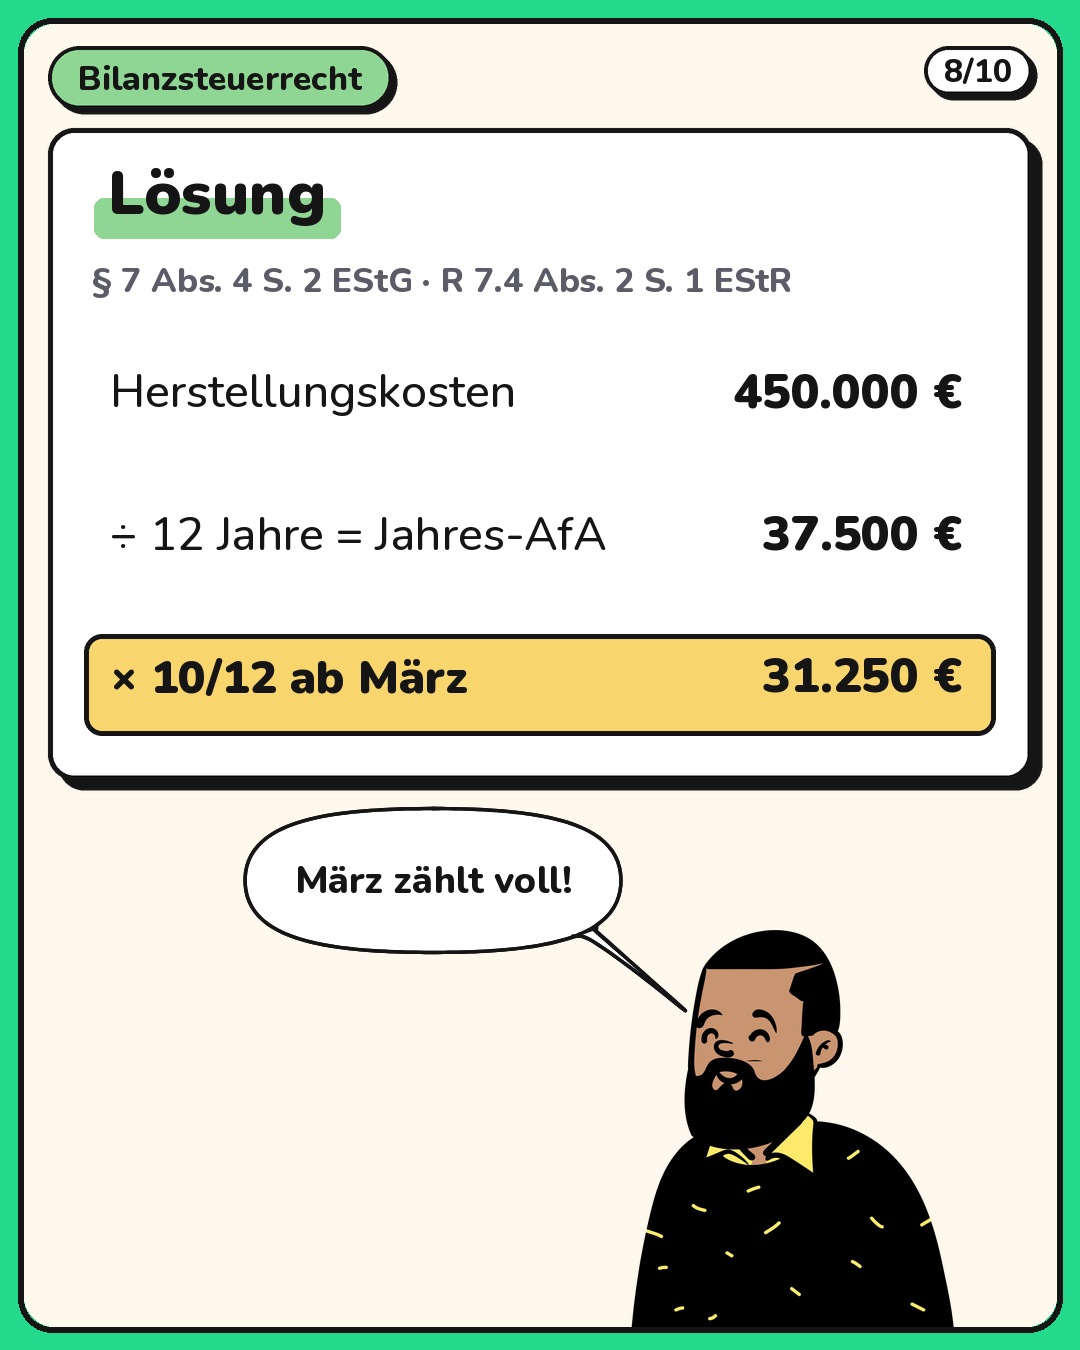 Bilanzsteuerrecht
8/10
Lösung
§ 7 Abs. 4 S. 2 EStG · R 7.4 Abs. 2 S. 1 EStR
Herstellungskosten 450.000 €
÷ 12 Jahre = Jahres-AfA 37.500 €
× 10/12 ab März 31.250 €
März zählt voll!